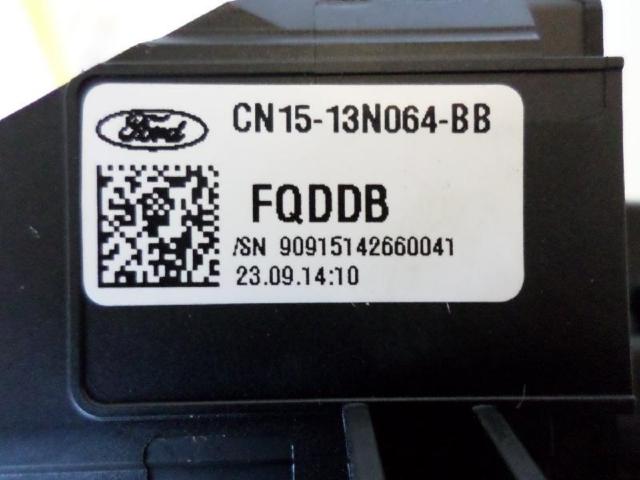 Ford
CN15-13N064-BB
FQDDB
/SN 90915142660041
23.09.14:10